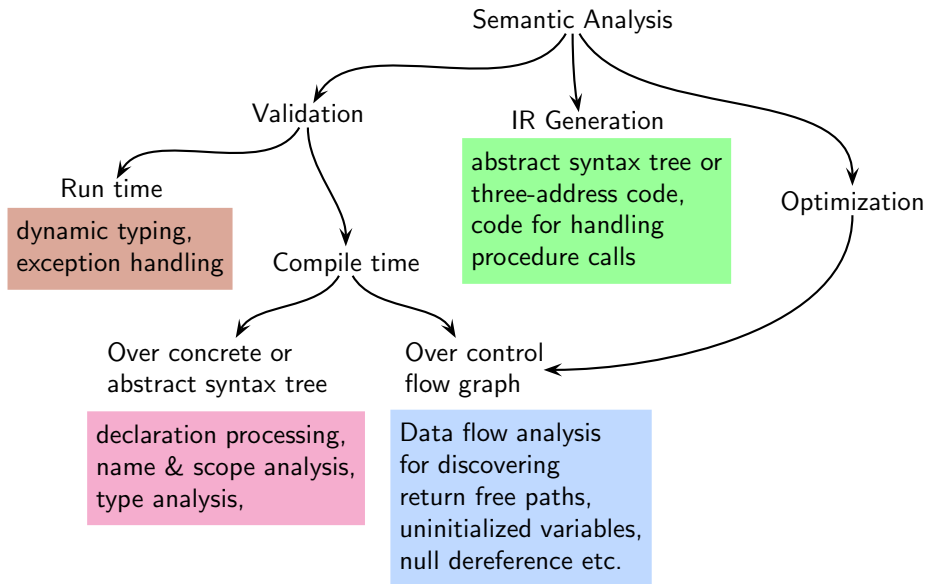 Semantic Analysis
Validation
IR Generation
abstract syntax tree or
three-address code,
code for handling
procedure calls
Run time
dynamic typing,
exception handling
Optimization
Compile time
Over concrete or
abstract syntax tree
declaration processing,
name & scope analysis,
type analysis,
Over control
flow graph
Data flow analysis
for discovering
return free paths,
uninitialized variables,
null dereference etc.